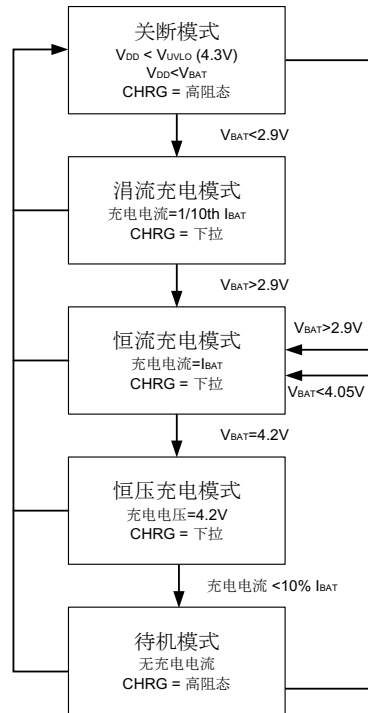 关断模式
VDD < VUVLO (4.3V)
VDD<VBAT
CHRG = 高阻态
VBAT<2.9V
涓流充电模式
充电电流=1/10th IBAT
CHRG = 下拉
VBAT>2.9V
恒流充电模式
充电电流=IBAT
CHRG = 下拉
VBAT>2.9V
VBAT<4.05V
VBAT=4.2V
恒压充电模式
充电电压=4.2V
CHRG = 下拉
充电电流 <10% IBAT
待机模式
无充电电流
CHRG = 高阻态